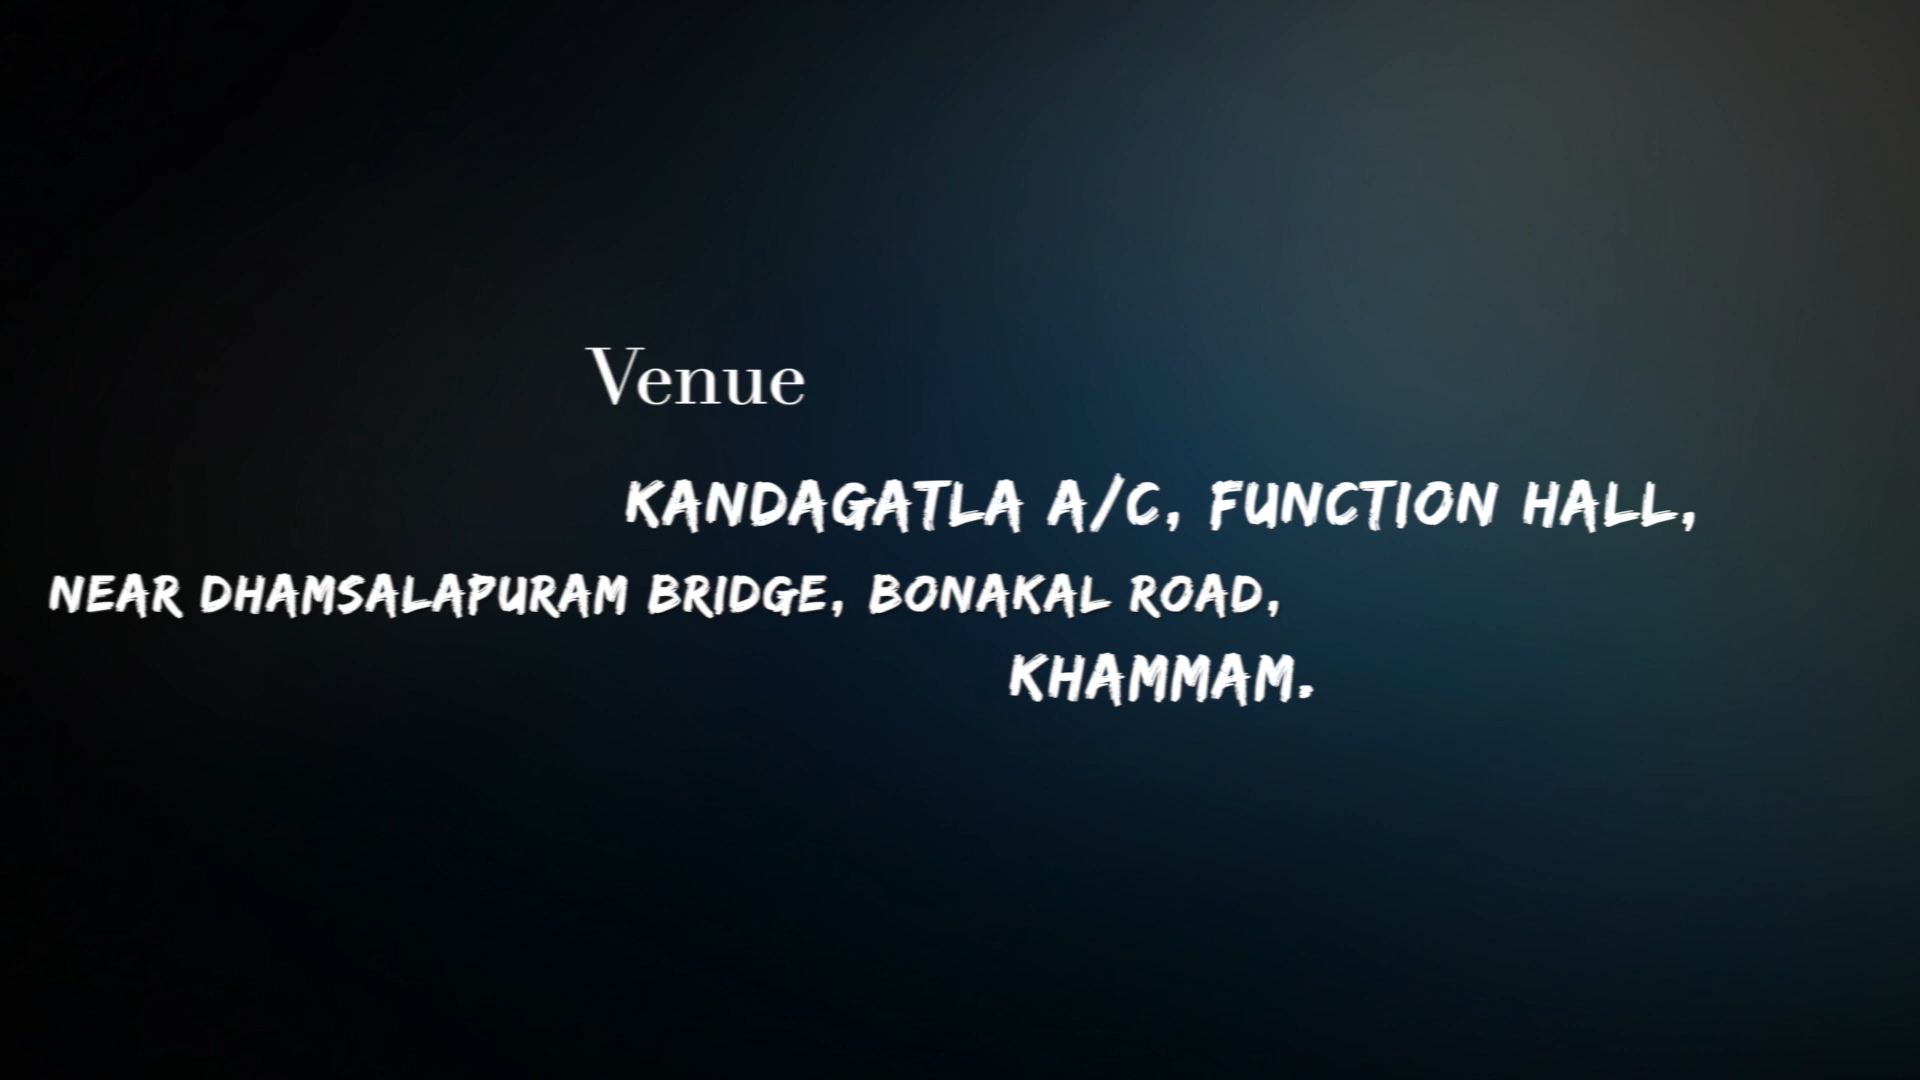 Venue
KANDAGATLA A/C, FUNCTION HALL,
NEAR DHAMSALAPURAM BRIDGE, BONAKAL ROAD,
KHAMMAM.